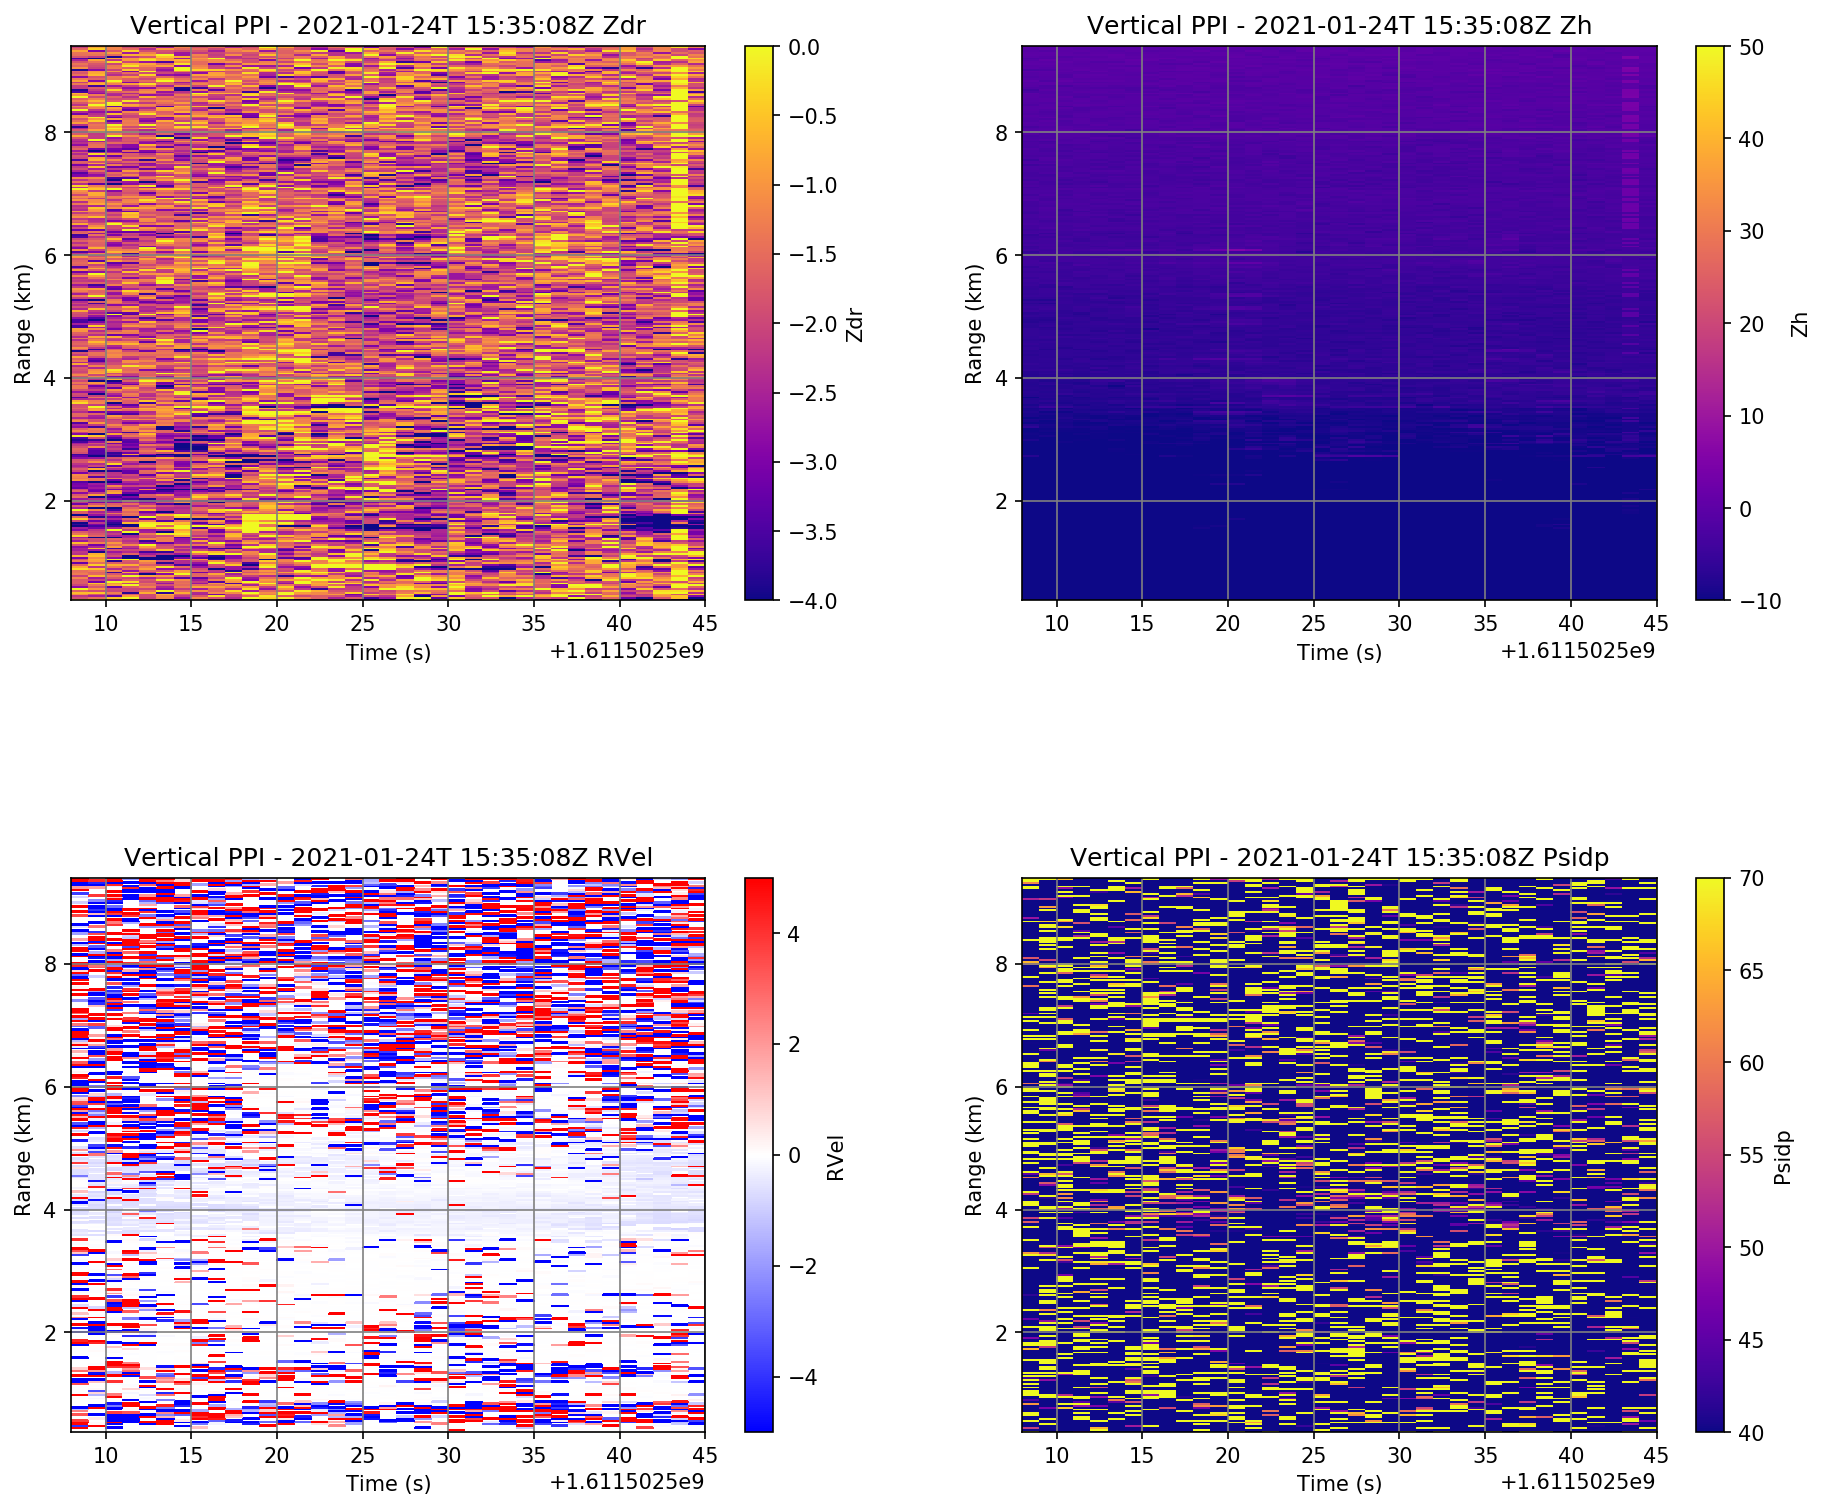 Vertical PPI - 2021-01-24T 15:35:08Z Zdr
Range (km)
8
6
4
2
10 15 20 25 30 35 40 45
Time (s)
+1.6115025e9
0.0
−0.5
−1.0
−1.5
−2.0
−2.5
−3.0
−3.5
−4.0
Zdr
Vertical PPI - 2021-01-24T 15:35:08Z Zh
Range (km)
8
6
4
2
10 15 20 25 30 35 40 45
Time (s)
+1.6115025e9
50
40
30
20
10
0
−10
Zh
Vertical PPI - 2021-01-24T 15:35:08Z RVel
Range (km)
8
6
4
2
10 15 20 25 30 35 40 45
Time (s)
+1.6115025e9
4
2
0
−2
−4
RVel
Vertical PPI - 2021-01-24T 15:35:08Z Psidp
Range (km)
8
6
4
2
10 15 20 25 30 35 40 45
Time (s)
+1.6115025e9
70
65
60
55
50
45
40
Psidp